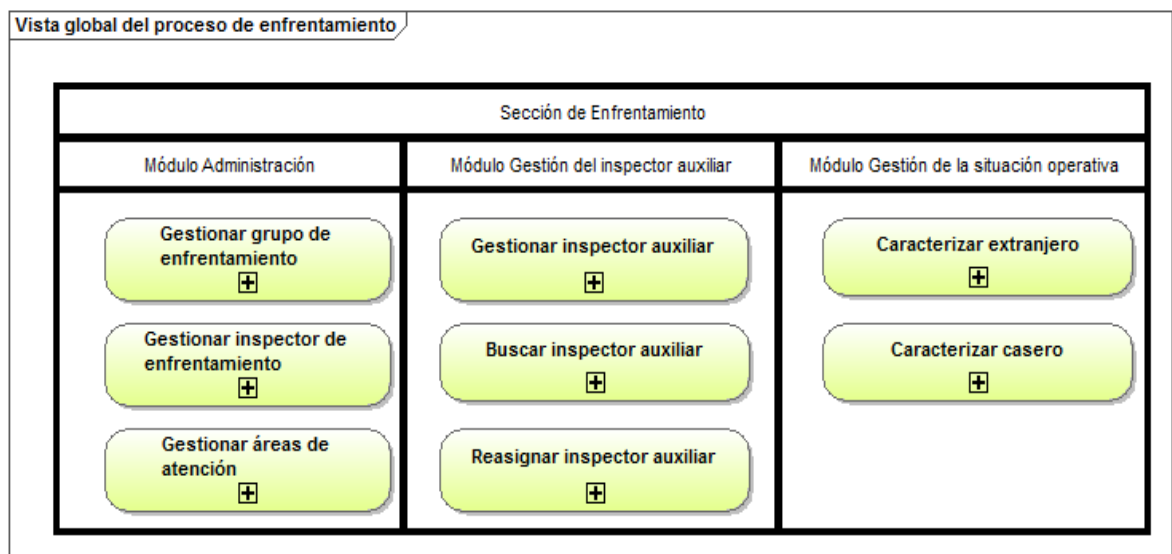 Vista global del proceso de enfrentamiento
Sección de Enfrentamiento
Módulo Administración
Módulo Gestión del inspector auxiliar
Módulo Gestión de la situación operativa
Gestionar grupo de
enfrentamiento
Gestionar inspector de
enfrentamiento
Gestionar áreas de
atención
Gestionar inspector auxiliar
Buscar inspector auxiliar
Reasignar inspector auxiliar
Caracterizar extranjero
Caracterizar casero